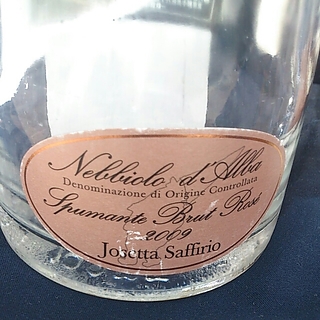 Nebbiolo d'Alba
Denominazione di Origine Controllata
Spumante Brut Rosé
2009
Josetta Saffirio